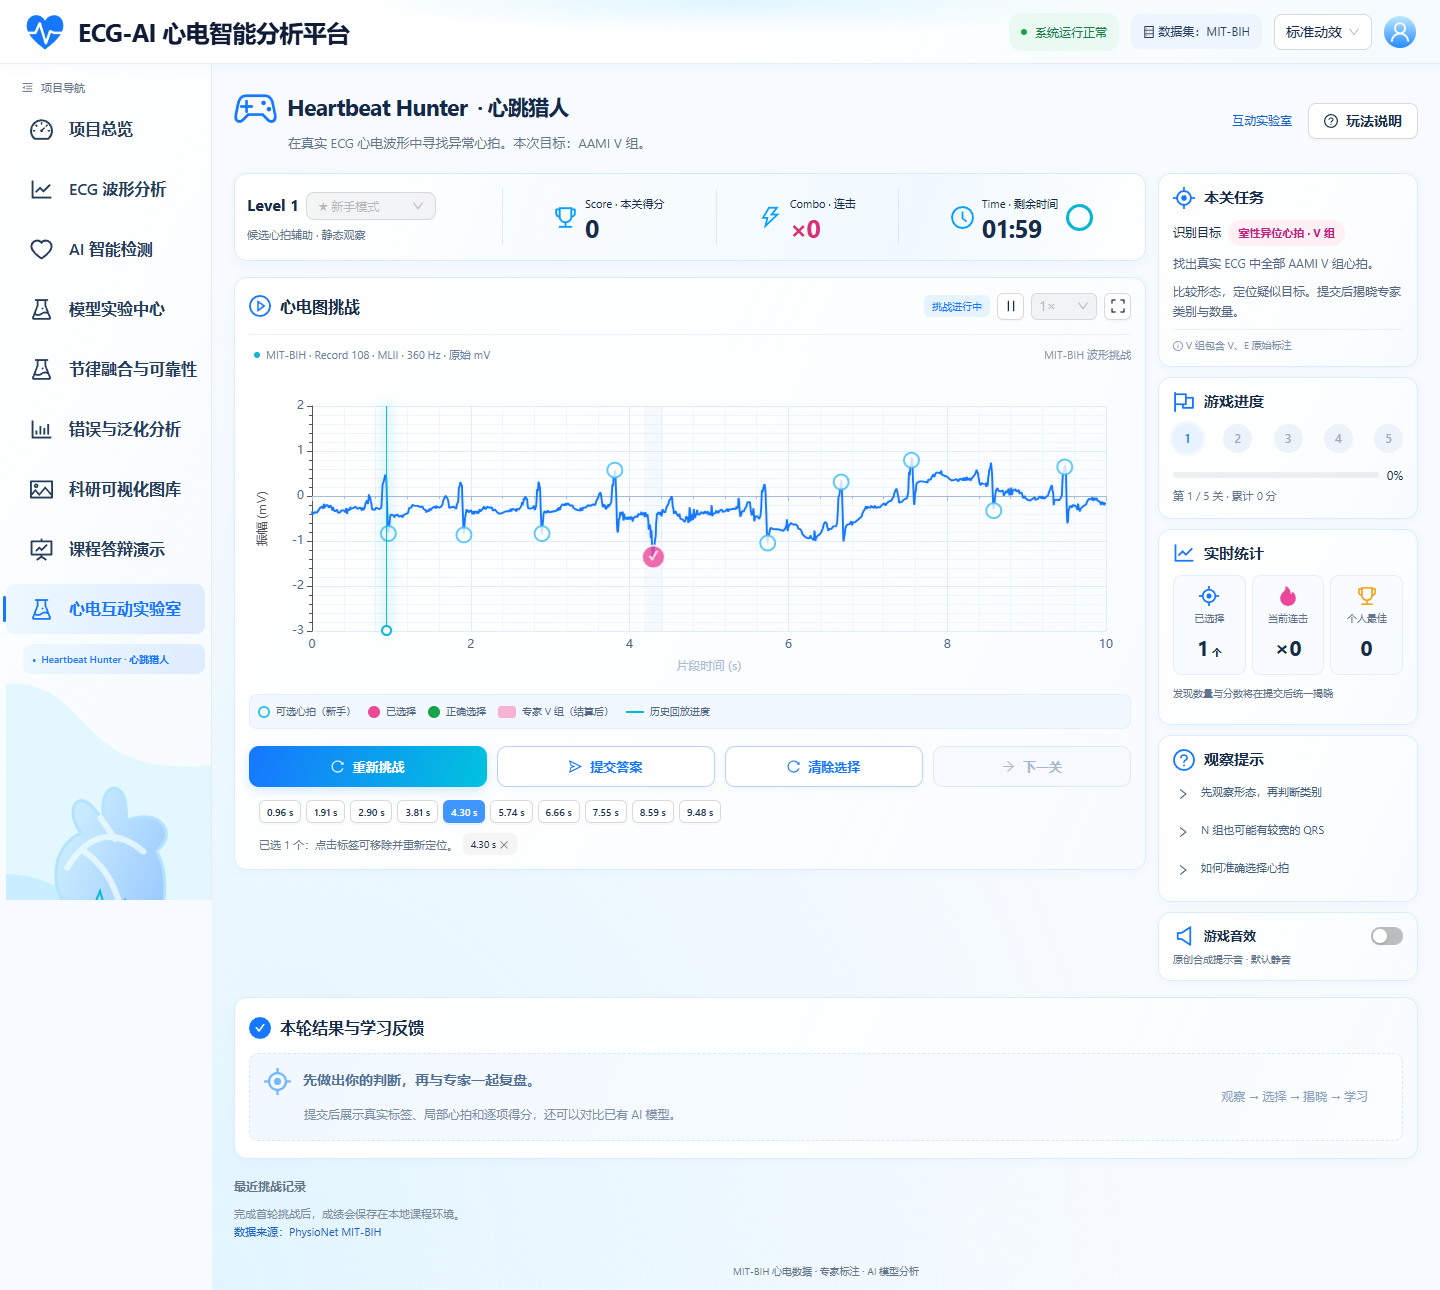 ECG-AI 心电智能分析平台
系统运行正常
数据集：MIT-BIH
标准动效
项目导航
项目总览
ECG 波形分析
AI 智能检测
模型实验中心
节律融合与可靠性
错误与泛化分析
科研可视化图库
课程答辩演示
心电互动实验室
• Heartbeat Hunter · 心跳猎人
Heartbeat Hunter · 心跳猎人
在真实 ECG 心电波形中寻找异常心拍。本次目标：AAMI V 组。
互动实验室
玩法说明
Level 1
★ 新手模式
候选心拍辅助 · 静态观察
Score · 本关得分
0
Combo · 连击
×0
Time · 剩余时间
01:59
心电图挑战
挑战进行中
1×
MIT-BIH · Record 108 · MLII · 360 Hz · 原始 mV
MIT-BIH 波形挑战
振幅 (mV)
2
1
0
-1
-2
-3
0
2
4
6
8
10
片段时间 (s)
可选心拍（新手）
已选择
正确选择
专家 V 组（结算后）
历史回放进度
重新挑战
提交答案
清除选择
下一关
0.96 s
1.91 s
2.90 s
3.81 s
4.30 s
5.74 s
6.66 s
7.55 s
8.59 s
9.48 s
已选 1 个：点击标签可移除并重新定位。
4.30 s
本关任务
识别目标
室性异位心拍 · V 组
找出真实 ECG 中全部 AAMI V 组心拍。
比较形态，定位疑似目标。提交后揭晓专家
类别与数量。
V 组包含 V、E 原始标注
游戏进度
1
2
3
4
5
0%
第 1 / 5 关 · 累计 0 分
实时统计
已选择
1 个
当前连击
×0
个人最佳
0
发现数量与分数将在提交后统一揭晓
观察提示
先观察形态，再判断类别
N 组也可能有较宽的 QRS
如何准确选择心拍
游戏音效
原创合成提示音 · 默认静音
本轮结果与学习反馈
先做出你的判断，再与专家一起复盘。
提交后展示真实标签、局部心拍和逐项得分，还可以对比已有 AI 模型。
观察 → 选择 → 揭晓 → 学习
最近挑战记录
完成首轮挑战后，成绩会保存在本地课程环境。
数据来源：PhysioNet MIT-BIH
MIT-BIH 心电数据 · 专家标注 · AI 模型分析